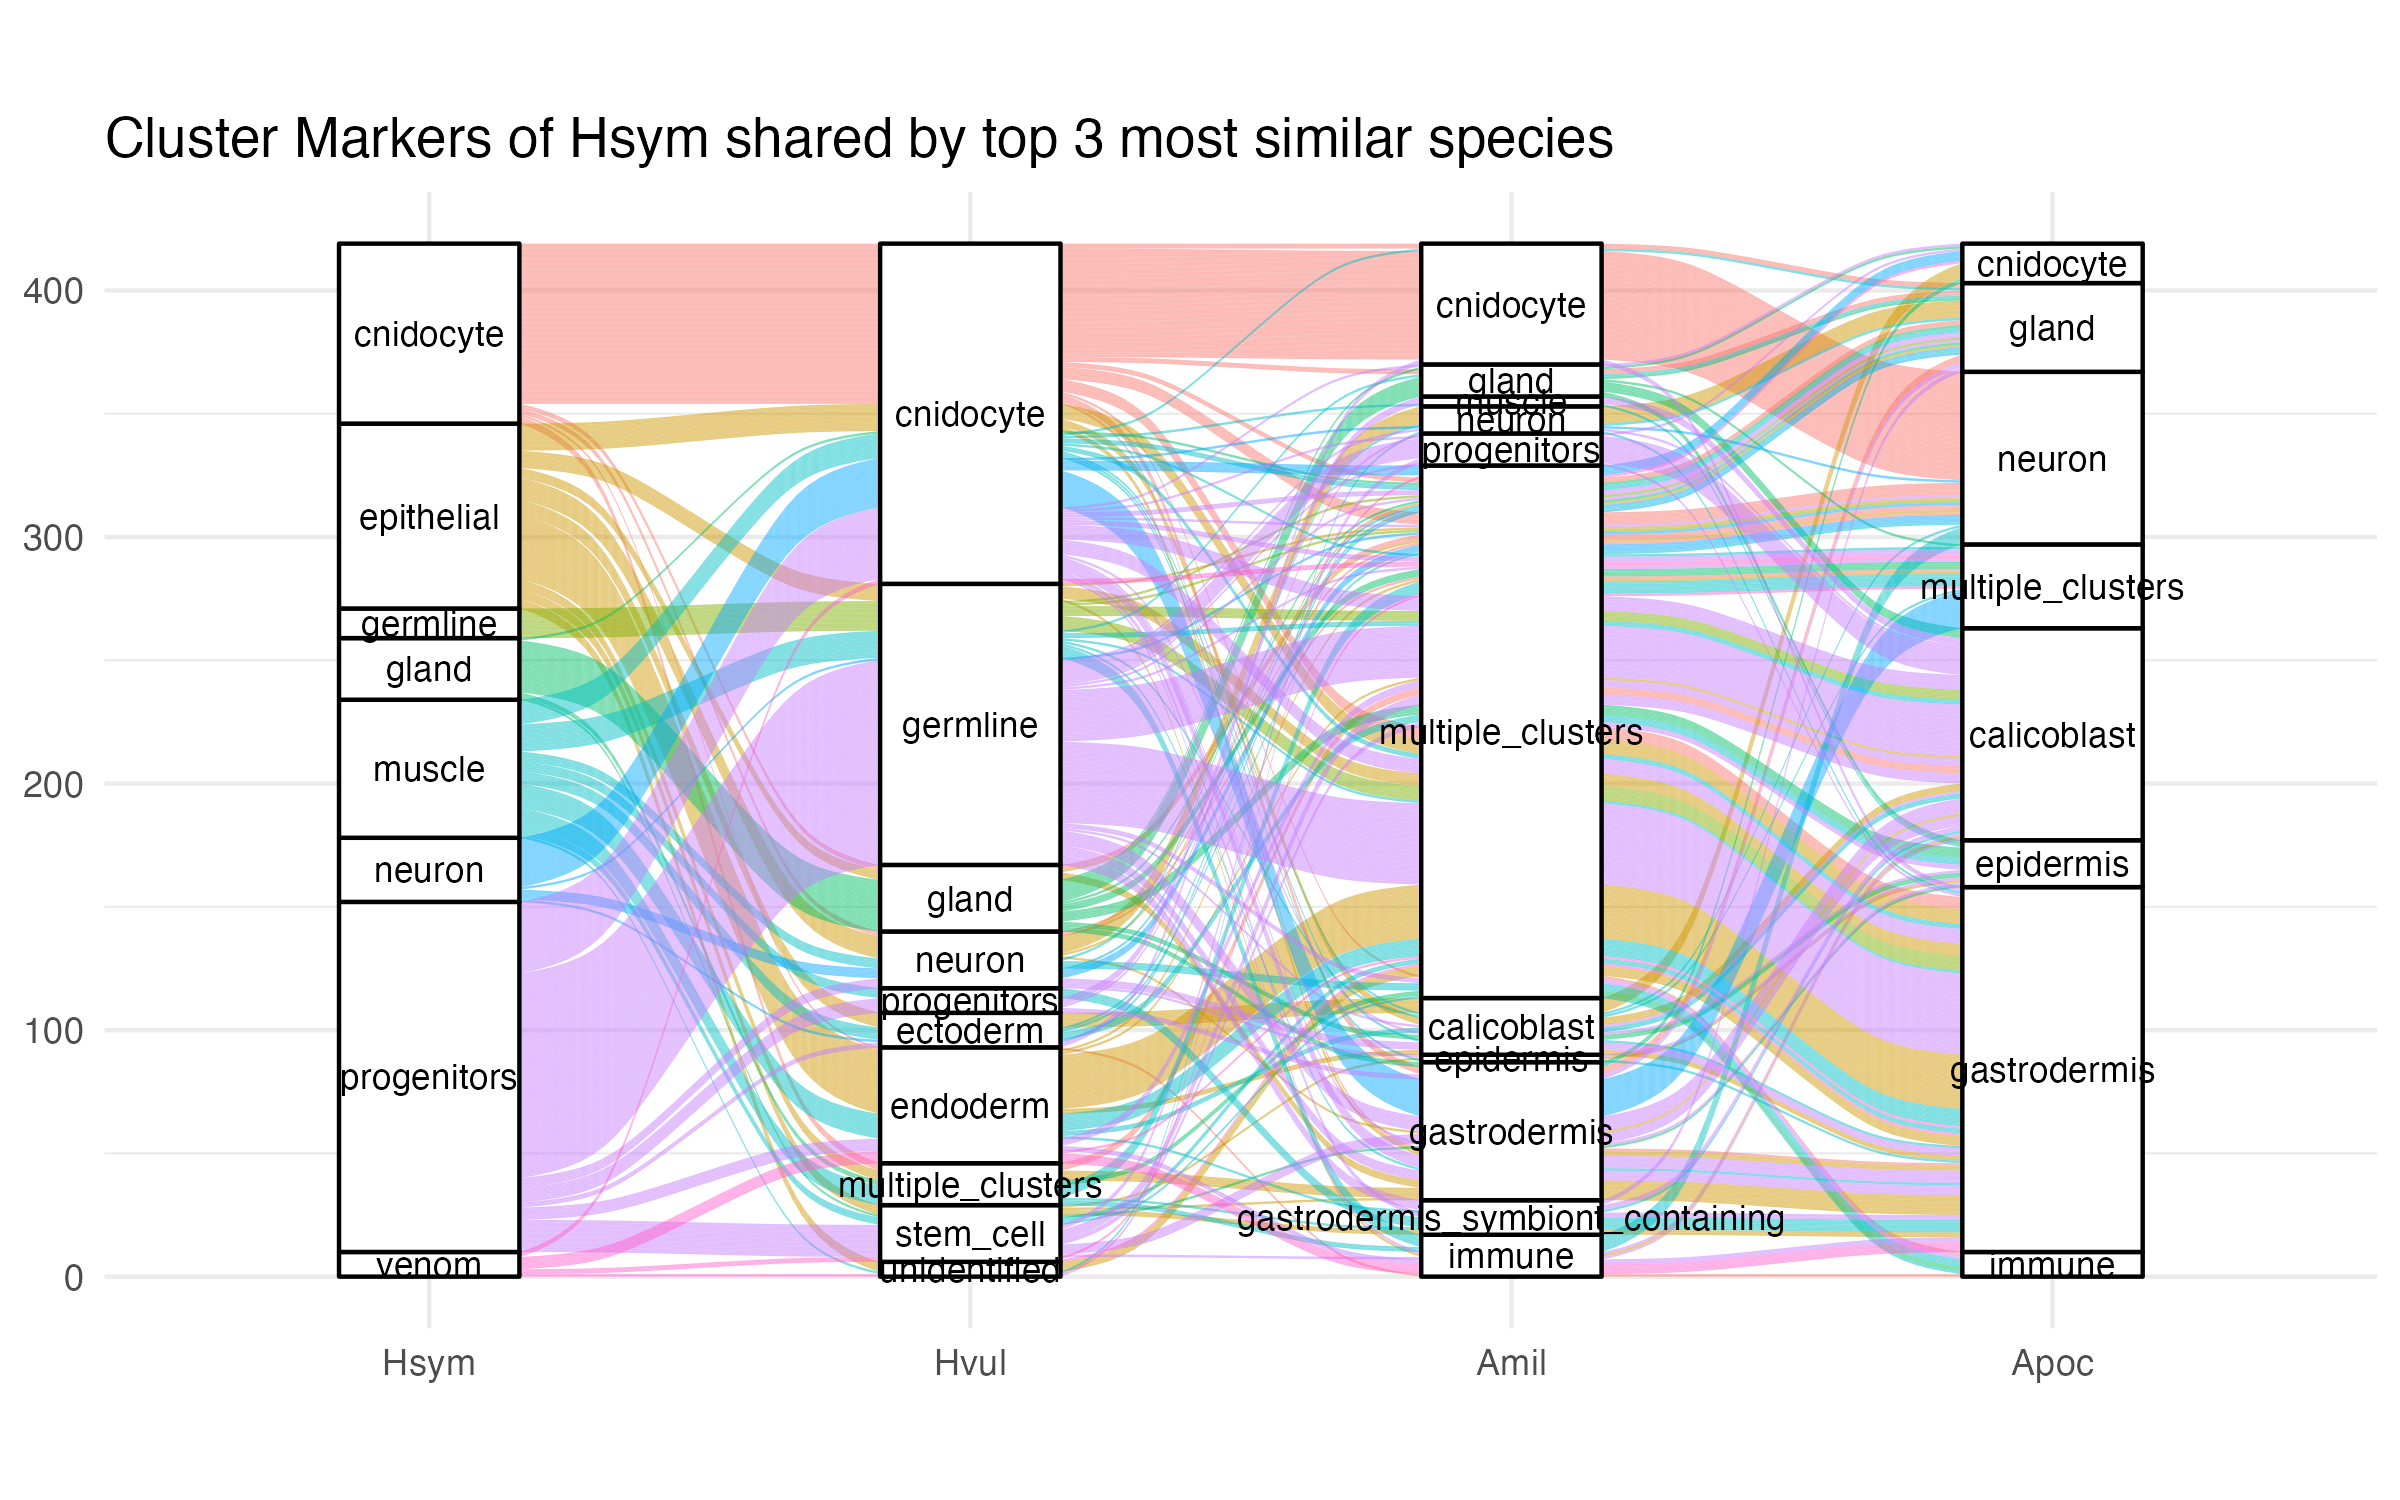 Cluster Markers of Hsym shared by top 3 most similar species
400
300
200
100
0
cnidocyte
epithelial
germline
gland
muscle
neuron
progenitors
venom
cnidocyte
germline
gland
neuron
progenitors
ectoderm
endoderm
multiple_clusters
stem_cell
unidentified
cnidocyte
gland
muscle
neuron
progenitors
multiple_clusters
calicoblast
epidermis
gastrodermis
gastrodermis_symbiont_containing
immune
cnidocyte
gland
neuron
multiple_clusters
calicoblast
epidermis
gastrodermis
immune
Hsym
Hvul
Amil
Apoc